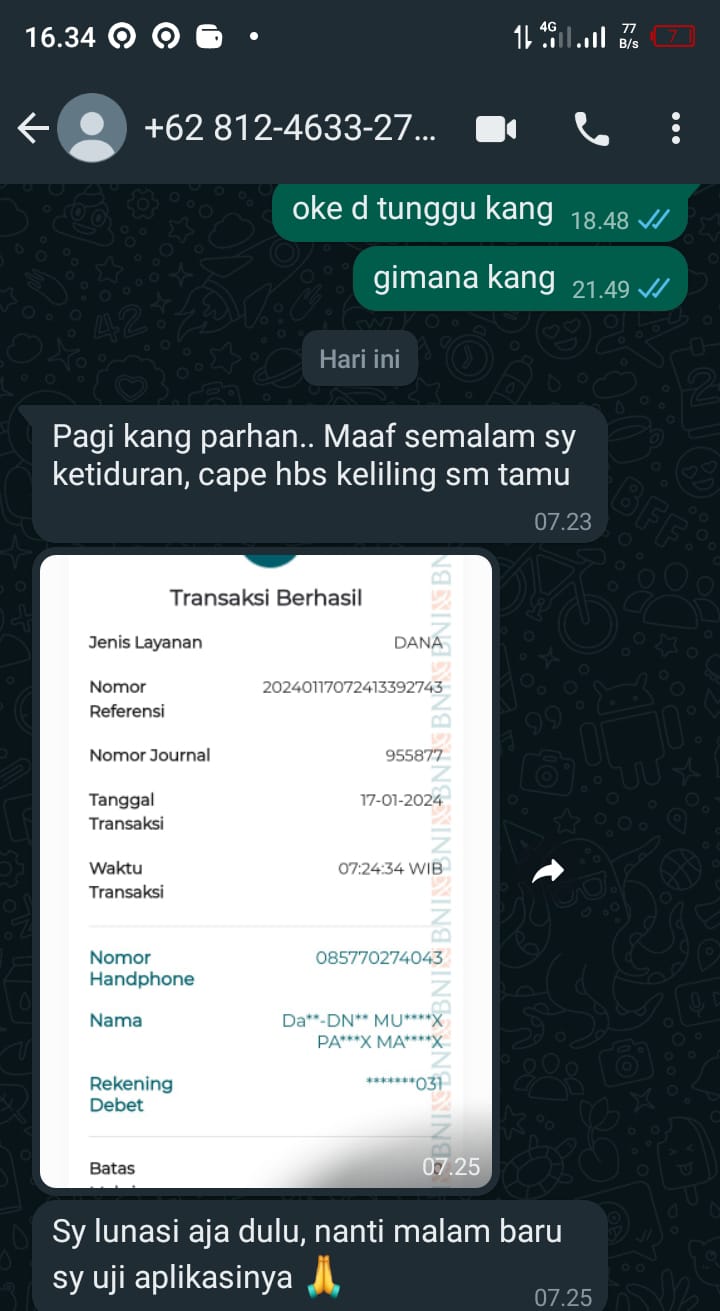 16.34
4G
77
B/s
7
+62 812-4633-27...
oke d tunggu kang
18.48
gimana kang
21.49
Hari ini
Pagi kang parhan.. Maaf semalam sy
ketiduran, cape hbs keliling sm tamu
07.23
Transaksi Berhasil
Jenis Layanan DANA
Nomor 20240117072413392743
Referensi
Nomor Journal 955877
Tanggal 17-01-2024
Transaksi
Waktu 07:24:34 WIB
Transaksi
Nomor 085770274043
Handphone
Nama Da**-DN** MU****X
PA***X MA****X
Rekening *******031
Debet
Batas
BNI BNI BNI BNI BNI BNI BNI BNI
07.25
Sy lunasi aja dulu, nanti malam baru
sy uji aplikasinya 🙏
07.25